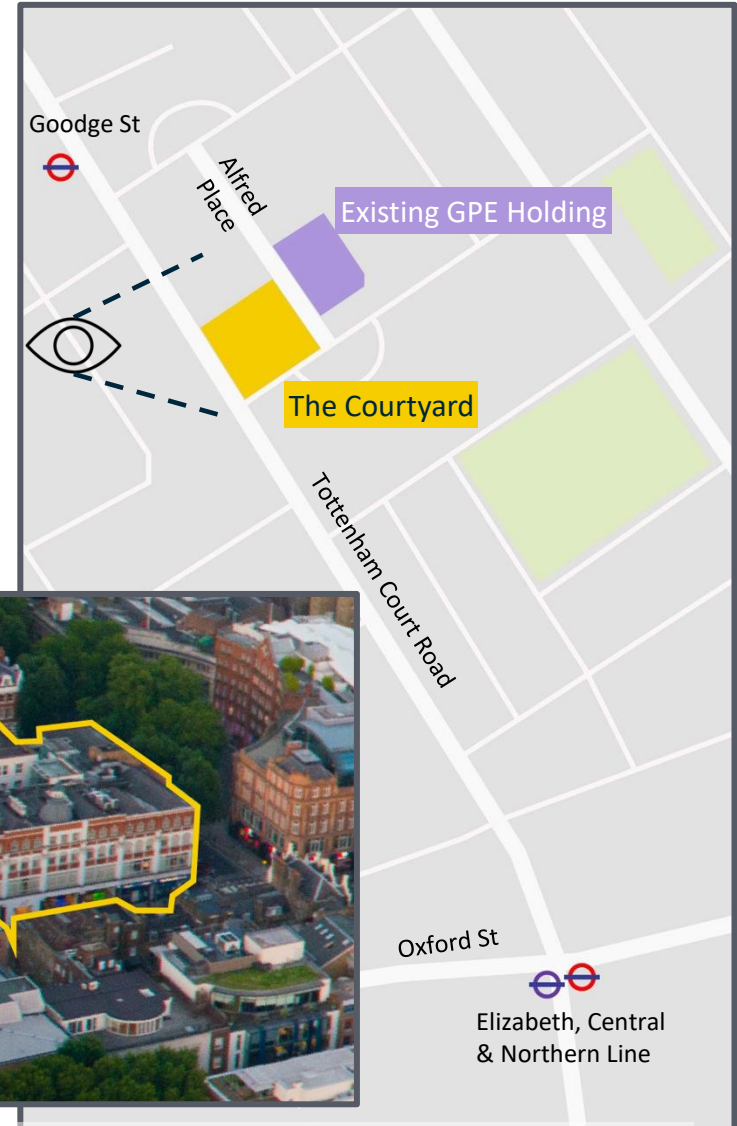 Goodge St
Alfred
Place
Existing GPE Holding
The Courtyard
Tottenham Court Road
Oxford St
Elizabeth, Central
& Northern Line